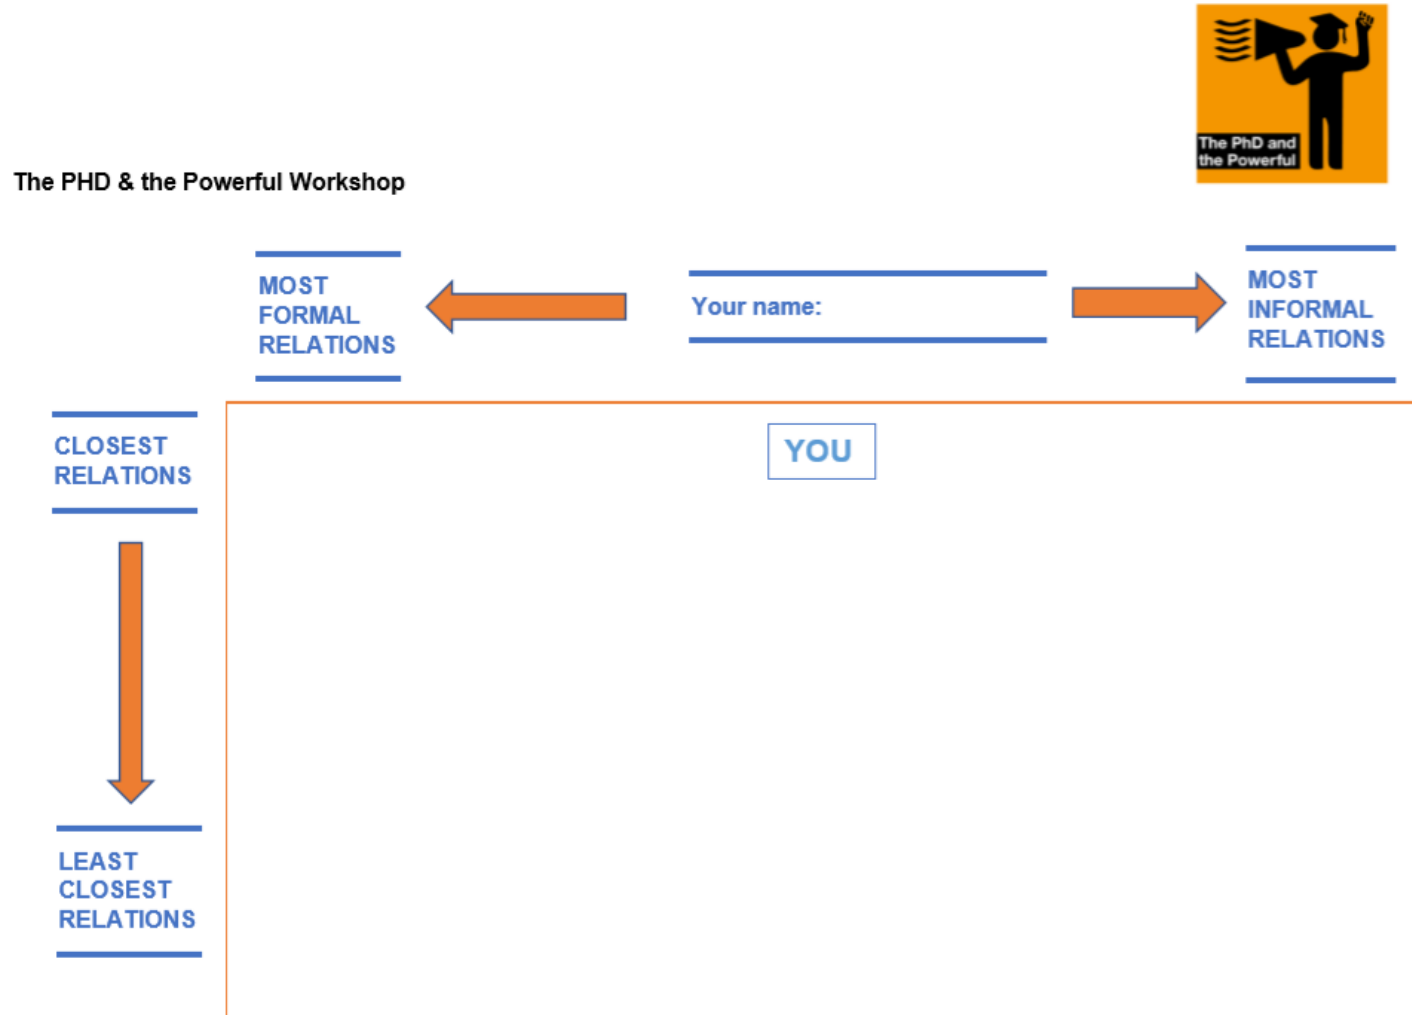 The PhD and
the Powerful
The PHD & the Powerful Workshop
MOST
FORMAL
RELATIONS
Your name:
MOST
INFORMAL
RELATIONS
CLOSEST
RELATIONS
YOU
LEAST
CLOSEST
RELATIONS